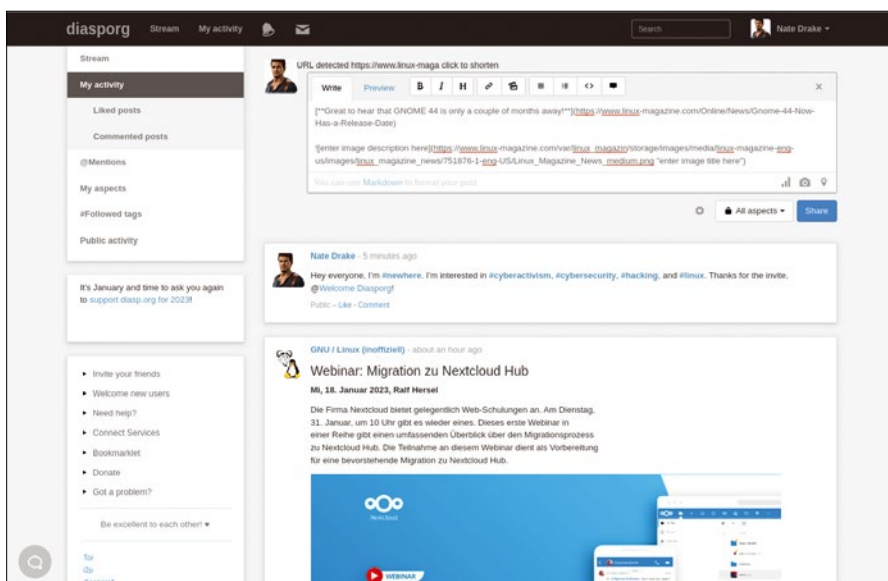 diasporg Stream My activity Search Nate Drake
Stream
My activity
Liked posts
Commented posts
@Mentions
My aspects
#Followed tags
Public activity
It's January and time to ask you again
to support diasp.org for 2023!
Invite your friends
Welcome new users
Need help?
Connect Services
Bookmarklet
Donate
Got a problem?
Be excellent to each other! ♥
Tor
i2p
URL detected https://www.linux-maga click to shorten
Write Preview B I H x
[**Great to hear that GNOME 44 is only a couple of months away!**](https://www.linux-magazine.com/Online/News/Gnome-44-Now-
Has-a-Release-Date)
![enter image description here](https://www.linux-magazine.com/var/linux_magazin/storage/images/media/linux-magazine-eng-
us/images/linux_magazine_news/751876-1-eng-US/Linux_Magazine_News_medium.png "enter image title here")
You can use Markdown to format your post
All aspects Share
Nate Drake - 5 minutes ago
Hey everyone, I'm #newhere. I'm interested in #cyberactivism, #cybersecurity, #hacking, and #linux. Thanks for the invite,
@Welcome Diasporg!
Public – Like · Comment
GNU / Linux (inoffiziell) - about an hour ago
Webinar: Migration zu Nextcloud Hub
Mi, 18. Januar 2023, Ralf Hersel
Die Firma Nextcloud bietet gelegentlich Web-Schulungen an. Am Dienstag,
31. Januar, um 10 Uhr gibt es wieder eines. Dieses erste Webinar in
einer Reihe gibt einen umfassenden Überblick über den Migrationsprozess
zu Nextcloud Hub. Die Teilnahme an diesem Webinar dient als Vorbereitung
für eine bevorstehende Migration zu Nextcloud Hub.
Nextcloud
WEBINAR